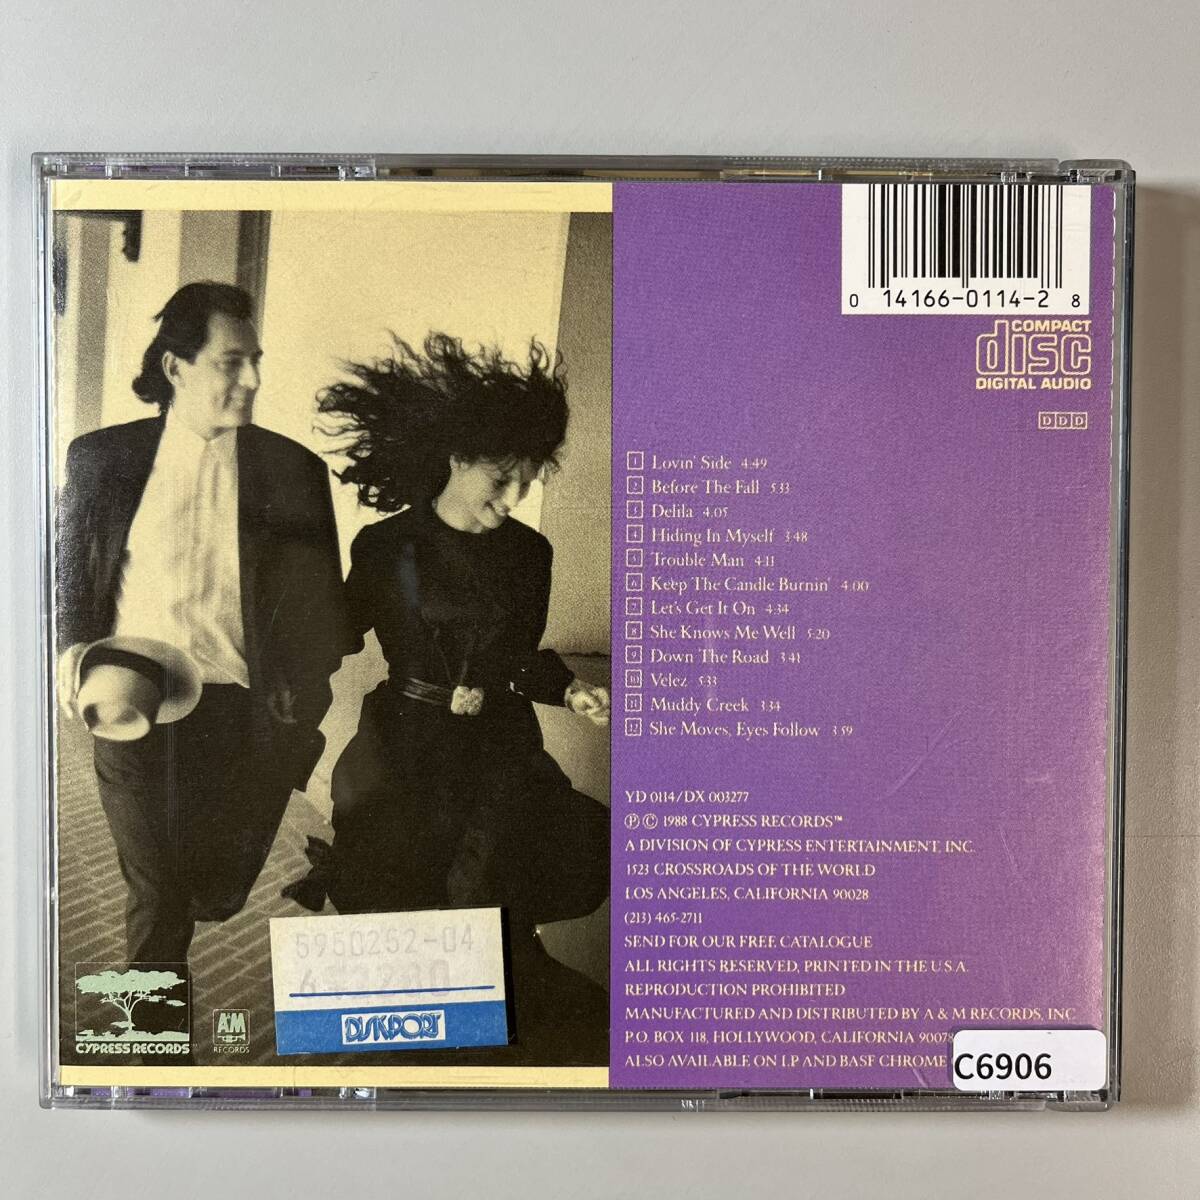 0 14166-0114-2 8
COMPACT
disc
DIGITAL AUDIO
D D D
1 Lovin' Side 4:49
2 Before The Fall 5:33
3 Delila 4:05
4 Hiding In Myself 3:48
5 Trouble Man 4:11
6 Keep The Candle Burnin' 4:00
7 Let's Get It On 4:34
8 She Knows Me Well 5:20
9 Down The Road 3:41
10 Velez 5:33
11 Muddy Creek 3:34
12 She Moves, Eyes Follow 3:59
YD 0114/DX 003277
Ⓟ © 1988 CYPRESS RECORDS™
A DIVISION OF CYPRESS ENTERTAINMENT, INC.
1523 CROSSROADS OF THE WORLD
LOS ANGELES, CALIFORNIA 90028
(213) 465-2711
SEND FOR OUR FREE CATALOGUE
ALL RIGHTS RESERVED, PRINTED IN THE U.S.A.
REPRODUCTION PROHIBITED
MANUFACTURED AND DISTRIBUTED BY A & M RECORDS, INC.
P.O. BOX 118, HOLLYWOOD, CALIFORNIA 90078
ALSO AVAILABLE ON LP AND BASF CHROME
C6906
5950252-04
DISKPORT
CYPRESS RECORDS™
A&M
RECORDS